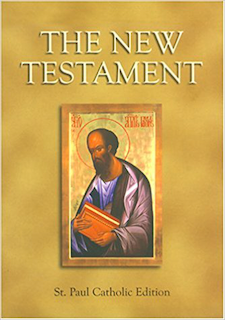 THE NEW
TESTAMENT
St. Paul Catholic Edition